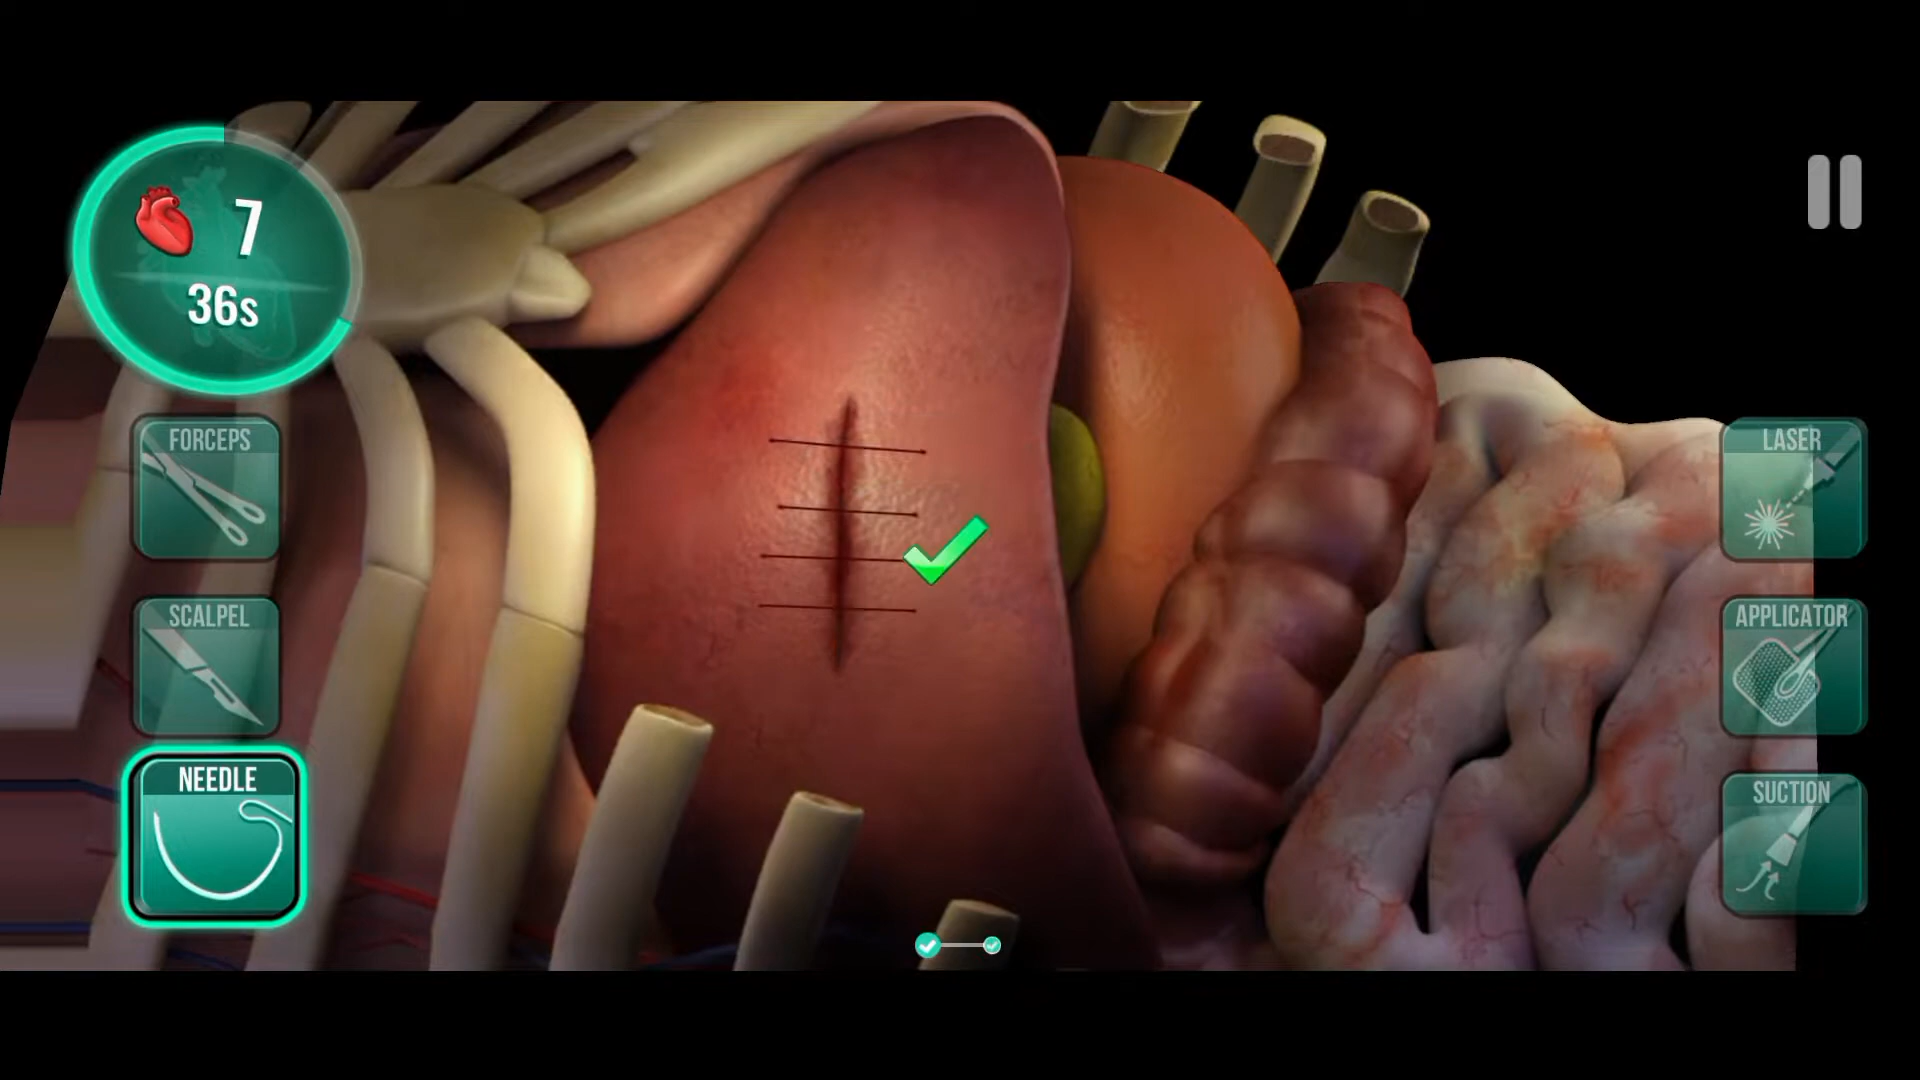 7
36s
FORCEPS
SCALPEL
NEEDLE
LASER
APPLICATOR
SUCTION